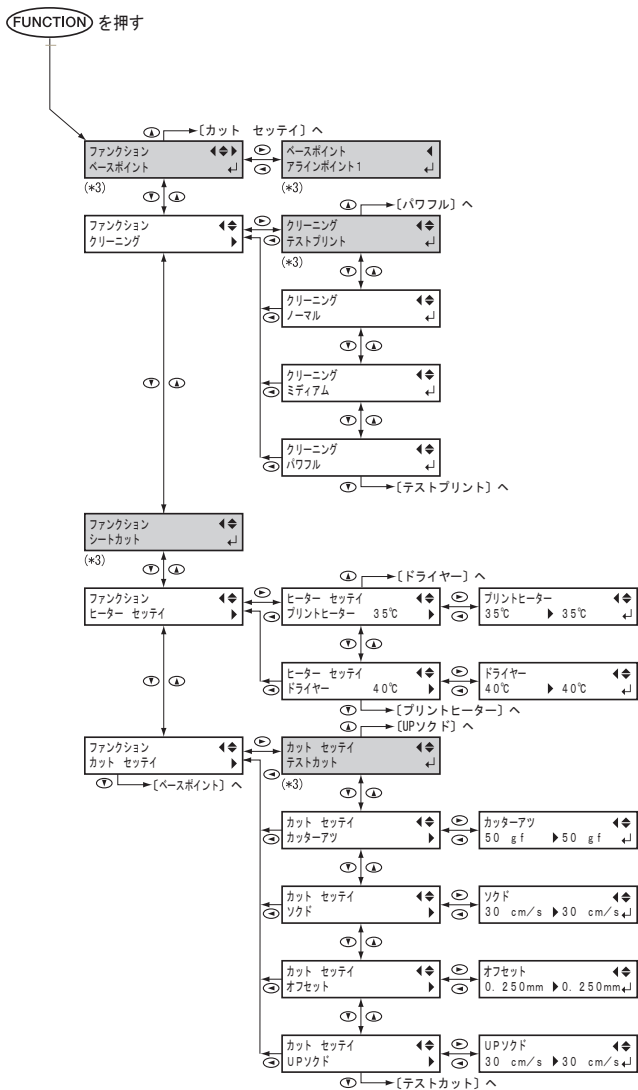 FUNCTION を押す
〔カット セッテイ〕へ
ファンクション
ベースポイント
ベースポイント
アラインポイント1
(*3)
(*3)
〔パワフル〕へ
ファンクション
クリーニング
クリーニング
テストプリント
(*3)
クリーニング
ノーマル
クリーニング
ミディアム
クリーニング
パワフル
〔テストプリント〕へ
ファンクション
シートカット
(*3)
〔ドライヤー〕へ
ファンクション
ヒーター セッテイ
ヒーター セッテイ
プリントヒーター 35℃
プリントヒーター
35℃ 35℃
ヒーター セッテイ
ドライヤー 40℃
ドライヤー
40℃ 40℃
〔プリントヒーター〕へ
〔UPソクド〕へ
ファンクション
カット セッテイ
カット セッテイ
テストカット
〔ベースポイント〕へ
(*3)
カット セッテイ
カッターアツ
カッターアツ
50 gf 50 gf
カット セッテイ
ソクド
ソクド
30 cm/s 30 cm/s
カット セッテイ
オフセット
オフセット
0.250mm 0.250mm
カット セッテイ
UPソクド
UPソクド
30 cm/s 30 cm/s
〔テストカット〕へ